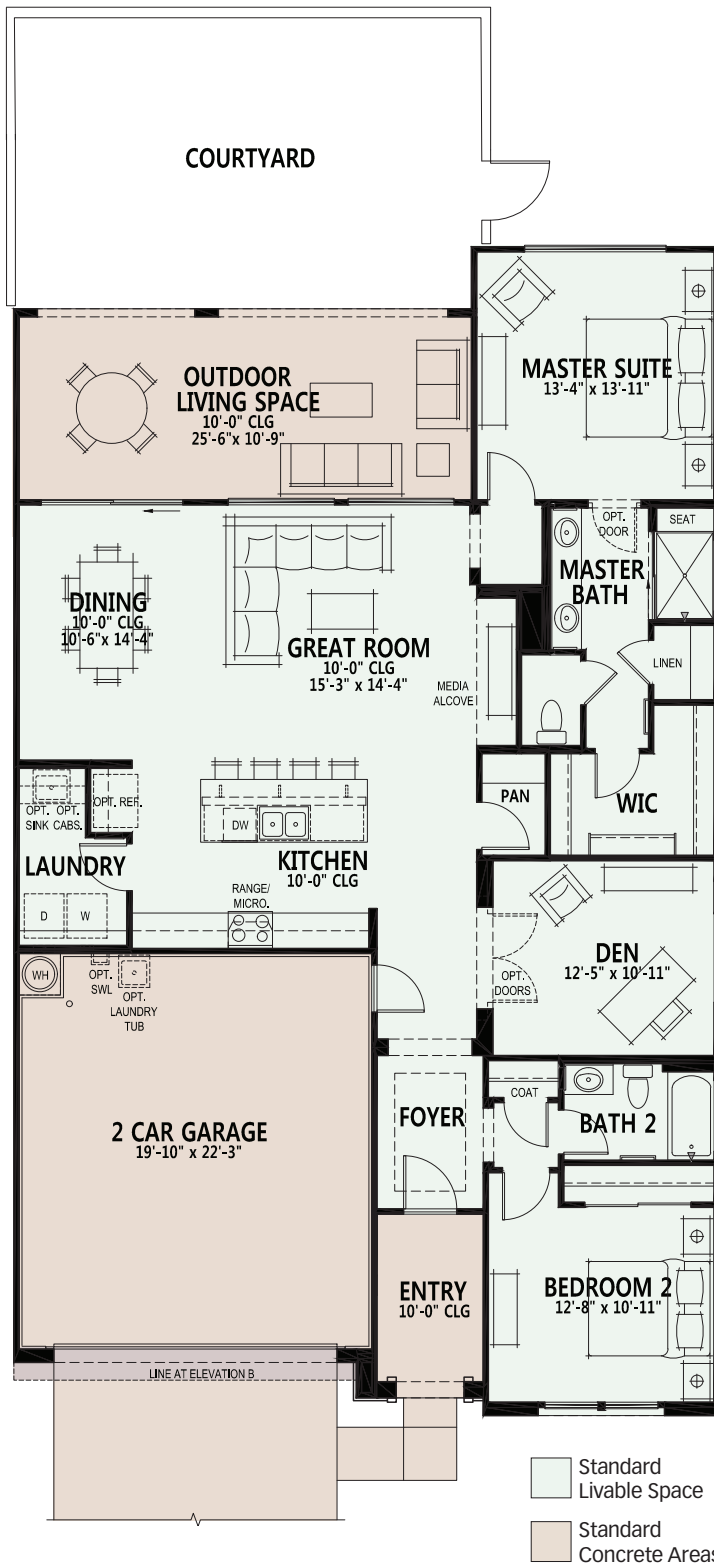 COURTYARD
OUTDOOR
LIVING SPACE
10'-0" CLG
25'-6"x 10'-9"
MASTER SUITE
13'-4" x 13'-11"
OPT.
DOOR
SEAT
MASTER
BATH
LINEN
DINING
10'-0" CLG
10'-6"x 14'-4"
GREAT ROOM
10'-0" CLG
15'-3" x 14'-4"
MEDIA
ALCOVE
OPT. OPT.
SINK CABS.
OPT. REF.
DW
PAN
WIC
LAUNDRY
KITCHEN
10'-0" CLG
D W
RANGE/
MICRO.
DEN
12'-5" x 10'-11"
OPT.
DOORS
WH
OPT.
SWL
OPT.
LAUNDRY
TUB
2 CAR GARAGE
19'-10" x 22'-3"
FOYER
COAT
BATH 2
ENTRY
10'-0" CLG
BEDROOM 2
12'-8" x 10'-11"
LINE AT ELEVATION B
Standard
Livable Space
Standard
Concrete Areas